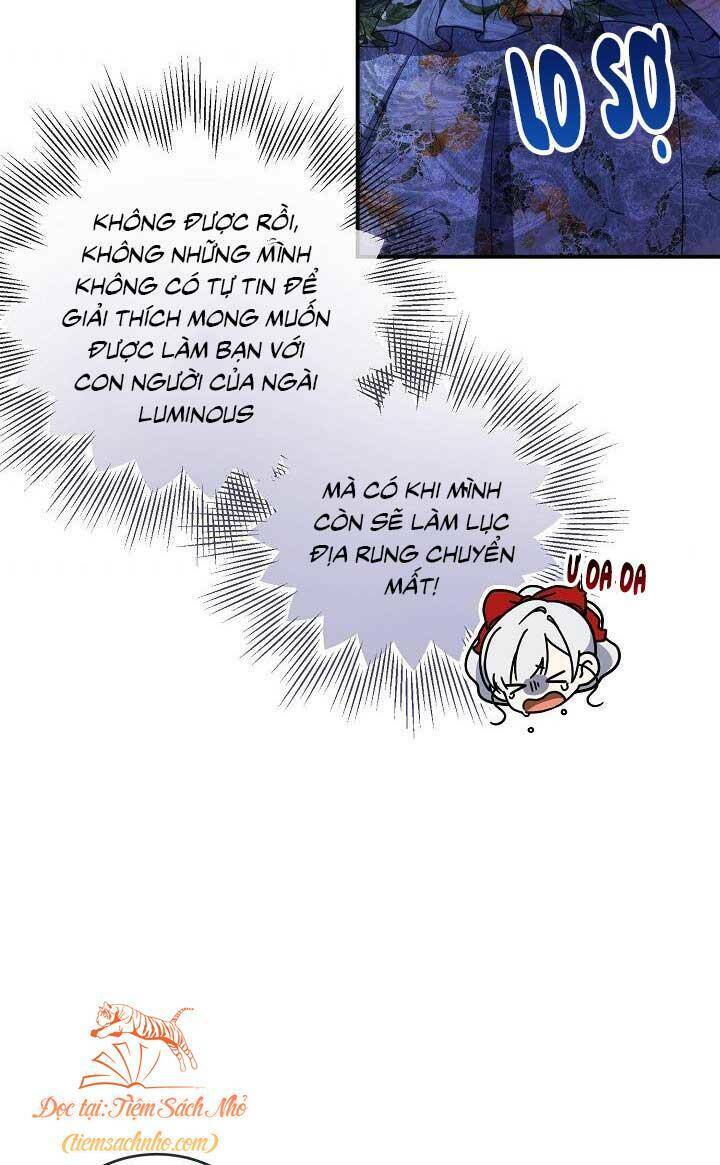 LO SỢ
KHÔNG ĐƯỢC RỒI,
KHÔNG NHỮNG MÌNH
KHÔNG CÓ TỰ TIN ĐỂ
GIẢI THÍCH MONG MUỐN
ĐƯỢC LÀM BẠN VỚI
CON NGƯỜI CỦA NGÀI
LUMINOUS
MÀ CÓ KHI MÌNH
CÒN SẼ LÀM LỤC
ĐỊA RUNG CHUYỂN
MẤT!
U OA OA
Đọc tại: Tiệm Sách Nhỏ
(tiemsachnho.com)